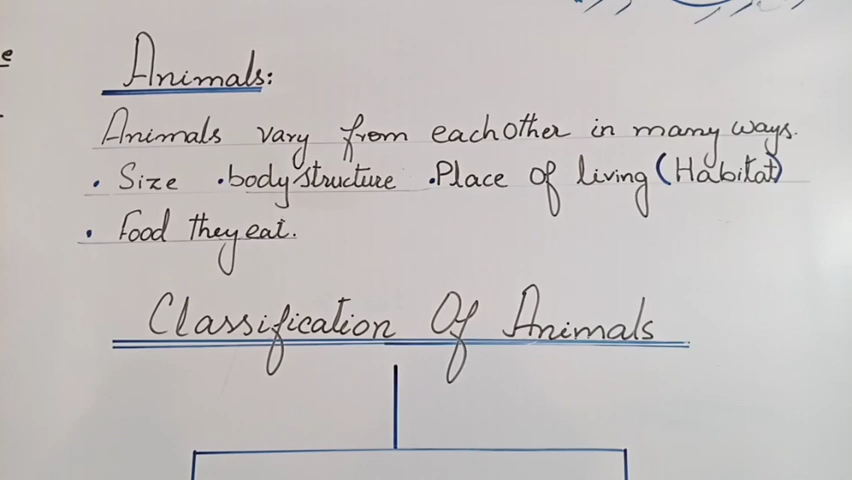 e
Animals:
Animals vary from eachother in many ways.
• Size • body structure • Place of living (Habitat)
• Food they eat.
Classification Of Animals